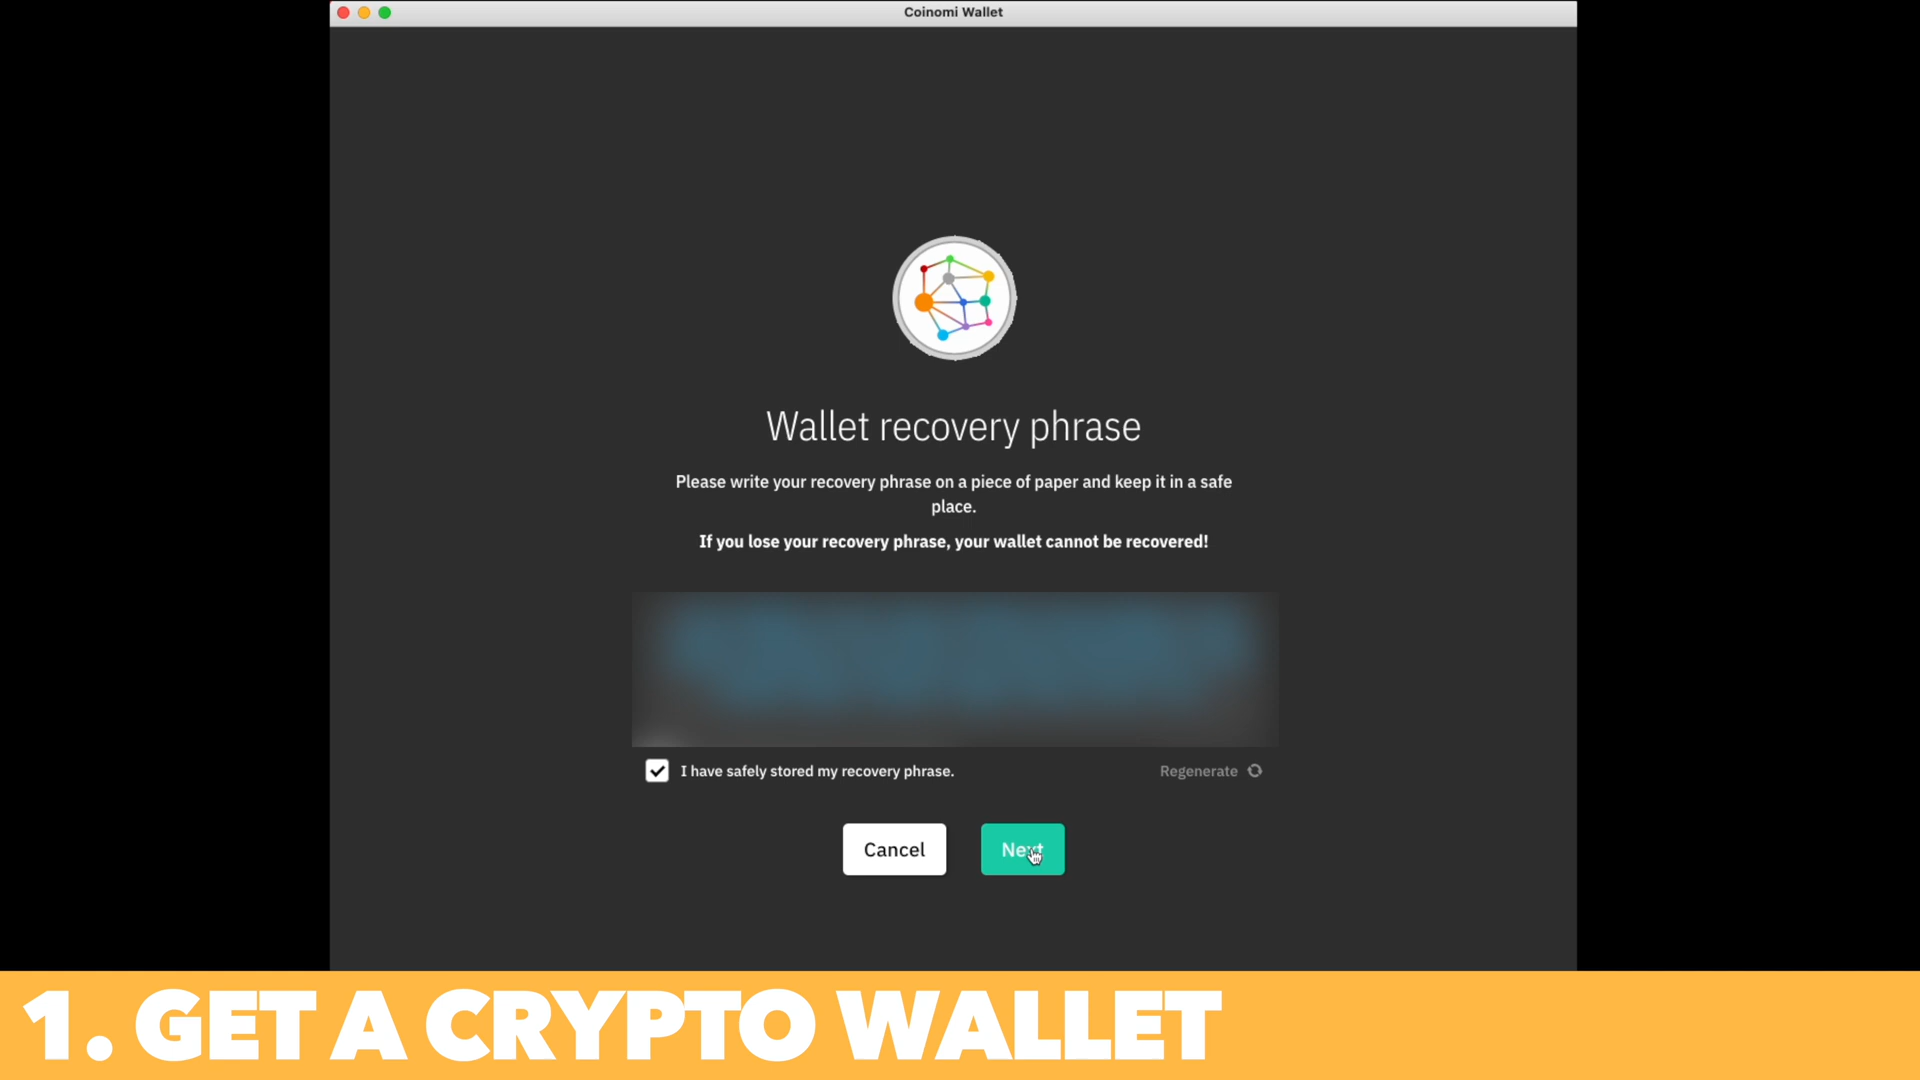 Coinomi Wallet
Wallet recovery phrase
Please write your recovery phrase on a piece of paper and keep it in a safe
place.
If you lose your recovery phrase, your wallet cannot be recovered!
I have safely stored my recovery phrase.
Regenerate
Cancel
Next
1. GET A CRYPTO WALLET